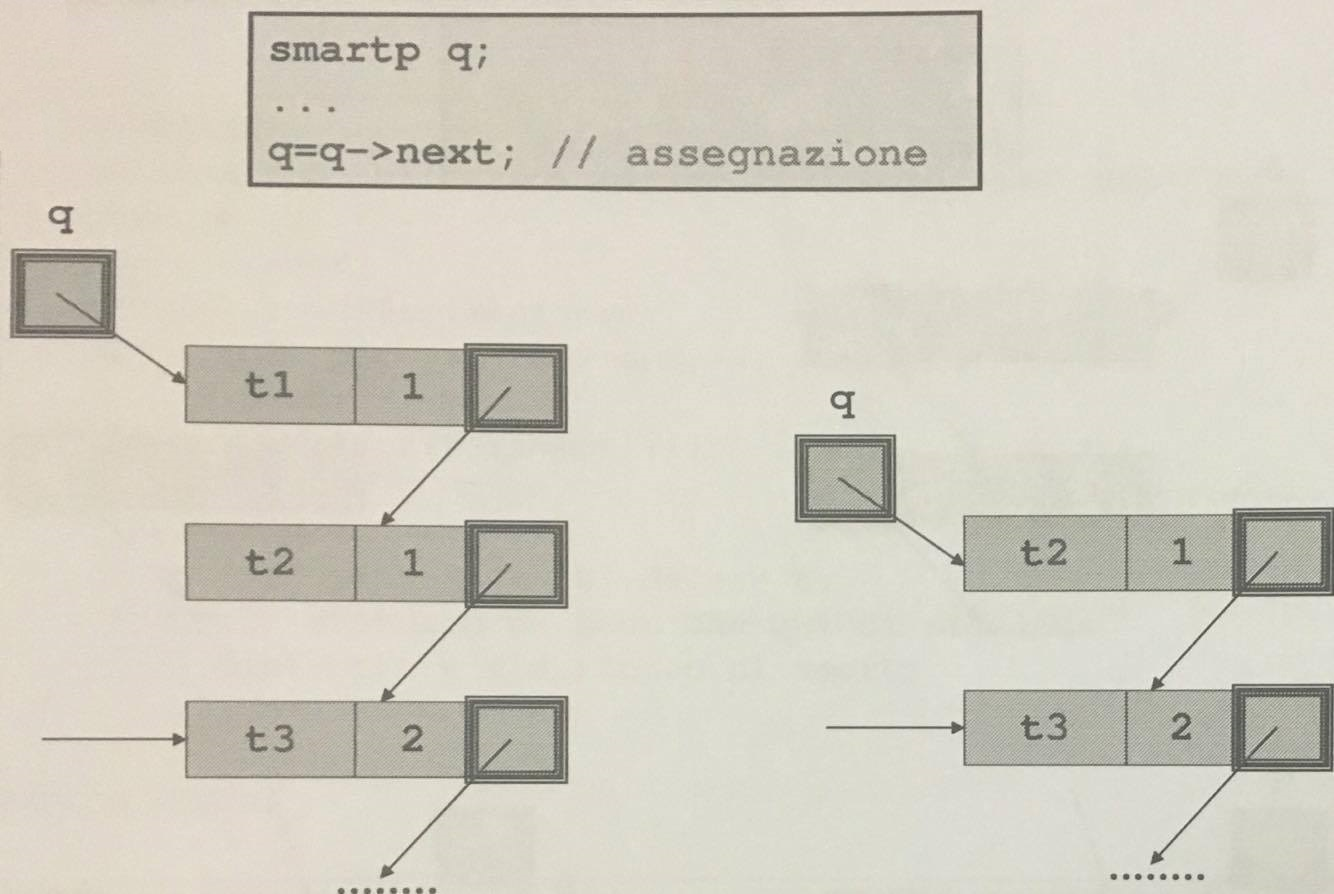 smartp q;
...
q=q->next; // assegnazione
q
t1 1
q
t2 1
t2 1
t3 2
t3 2
........
........